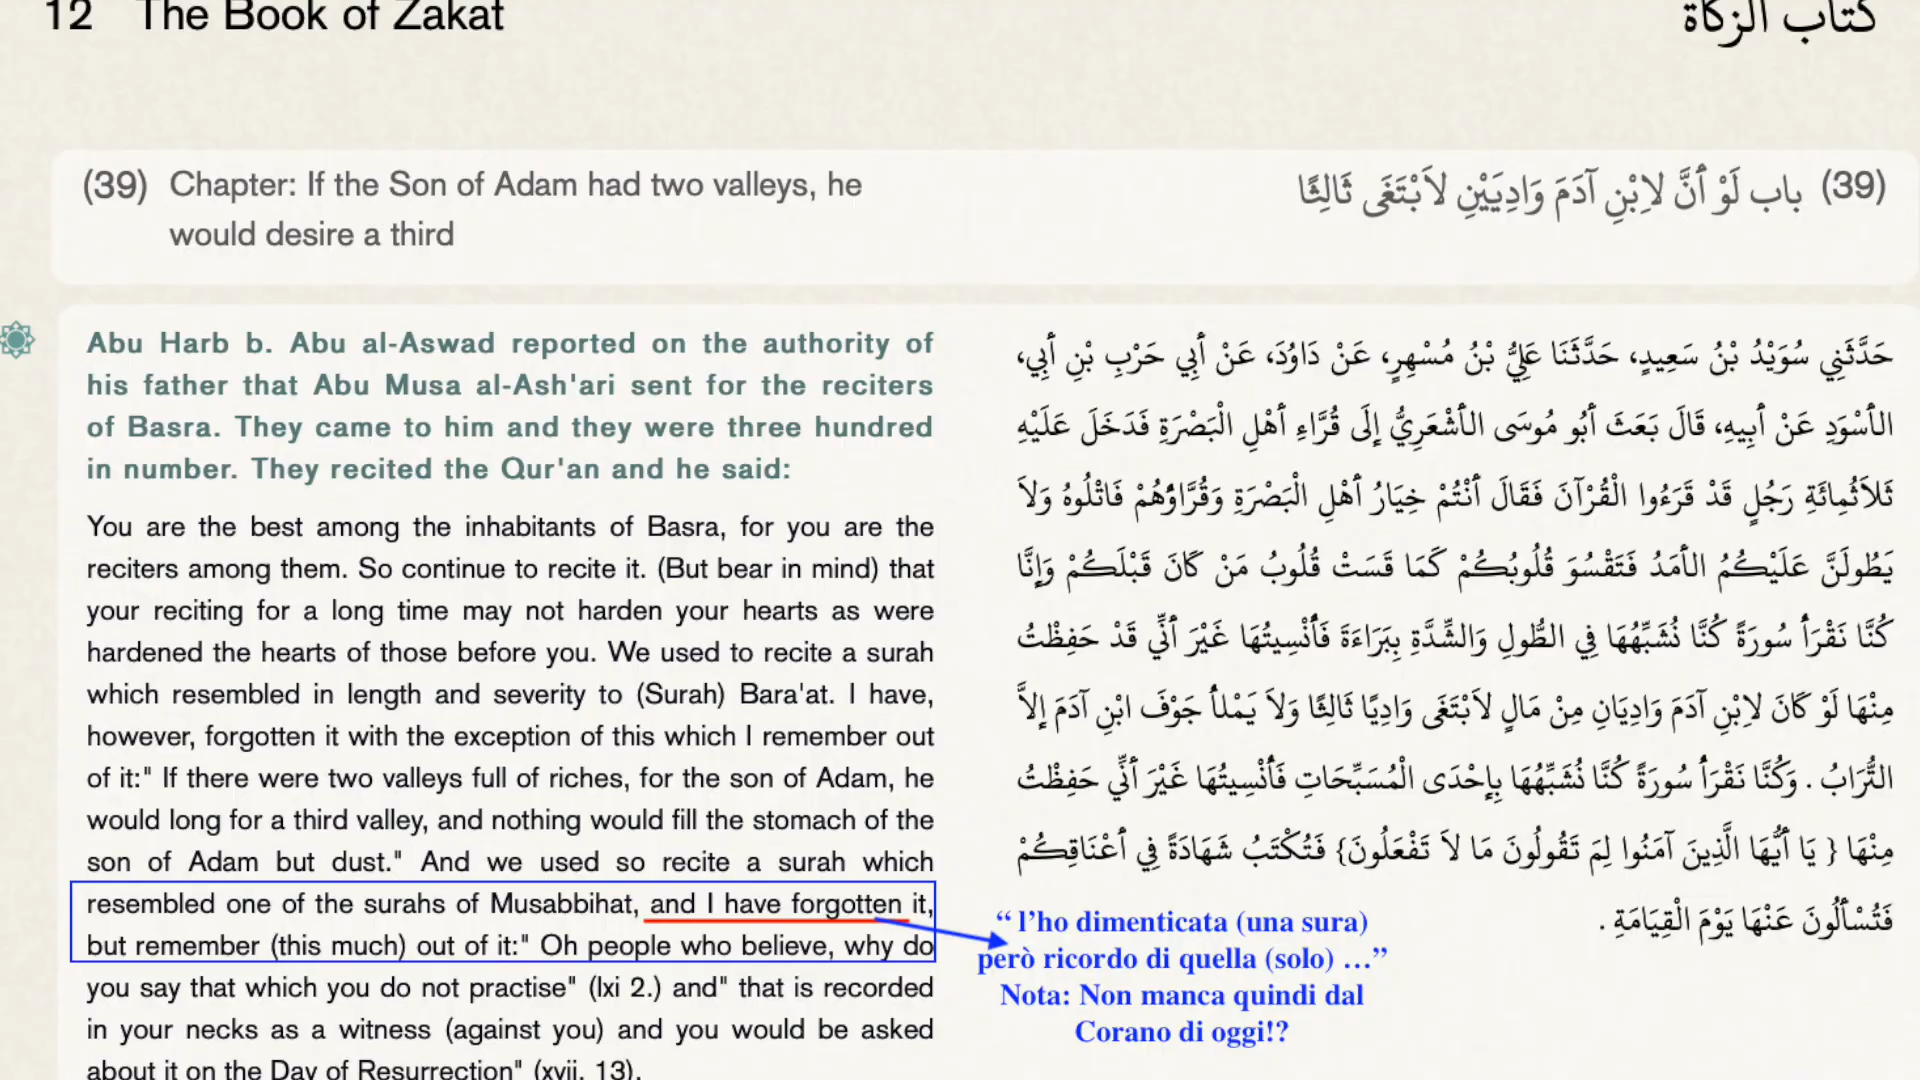 12 The Book of Zakat
كتاب الزكاة
(39) Chapter: If the Son of Adam had two valleys, he
would desire a third
(39) باب لَوْ أَنَّ لاِبْنِ آدَمَ وَادِيَيْنِ لاَبْتَغَى ثَالِثًا
Abu Harb b. Abu al-Aswad reported on the authority of
his father that Abu Musa al-Ash'ari sent for the reciters
of Basra. They came to him and they were three hundred
in number. They recited the Qur'an and he said:
You are the best among the inhabitants of Basra, for you are the
reciters among them. So continue to recite it. (But bear in mind) that
your reciting for a long time may not harden your hearts as were
hardened the hearts of those before you. We used to recite a surah
which resembled in length and severity to (Surah) Bara'at. I have,
however, forgotten it with the exception of this which I remember out
of it:" If there were two valleys full of riches, for the son of Adam, he
would long for a third valley, and nothing would fill the stomach of the
son of Adam but dust." And we used so recite a surah which
resembled one of the surahs of Musabbihat, and I have forgotten it,
but remember (this much) out of it:" Oh people who believe, why do
you say that which you do not practise" (lxi 2.) and" that is recorded
in your necks as a witness (against you) and you would be asked
about it on the Day of Resurrection" (xvii. 13).
حَدَّثَنِي سُوَيْدُ بْنُ سَعِيدٍ، حَدَّثَنَا عَلِيُّ بْنُ مُسْهِرٍ، عَنْ دَاوُدَ، عَنْ أَبِي حَرْبِ بْنِ أَبِي،
الأَسْوَدِ عَنْ أَبِيهِ، قَالَ بَعَثَ أَبُو مُوسَى الأَشْعَرِيُّ إِلَى قُرَّاءِ أَهْلِ الْبَصْرَةِ فَدَخَلَ عَلَيْهِ
ثَلاَثُمِائَةِ رَجُلٍ قَدْ قَرَءُوا الْقُرْآنَ فَقَالَ أَنْتُمْ خِيَارُ أَهْلِ الْبَصْرَةِ وَقُرَّاؤُهُمْ فَاتْلُوهُ وَلاَ
يَطُولَنَّ عَلَيْكُمُ الأَمَدُ فَتَقْسُوَ قُلُوبُكُمْ كَمَا قَسَتْ قُلُوبُ مَنْ كَانَ قَبْلَكُمْ وَإِنَّا
كُنَّا نَقْرَأُ سُورَةً كُنَّا نُشَبِّهُهَا فِي الطُّولِ وَالشِّدَّةِ بِبَرَاءَةَ فَأُنْسِيتُهَا غَيْرَ أَنِّي قَدْ حَفِظْتُ
مِنْهَا لَوْ كَانَ لاِبْنِ آدَمَ وَادِيَانِ مِنْ مَالٍ لاَبْتَغَى وَادِيًا ثَالِثًا وَلاَ يَمْلأُ جَوْفَ ابْنِ آدَمَ إِلاَّ
التُّرَابُ . وَكُنَّا نَقْرَأُ سُورَةً كُنَّا نُشَبِّهُهَا بِإِحْدَى الْمُسَبِّحَاتِ فَأُنْسِيتُهَا غَيْرَ أَنِّي حَفِظْتُ
مِنْهَا { يَا أَيُّهَا الَّذِينَ آمَنُوا لِمَ تَقُولُونَ مَا لاَ تَفْعَلُونَ} فَتُكْتَبُ شَهَادَةً فِي أَعْنَاقِكُمْ
فَتُسْأَلُونَ عَنْهَا يَوْمَ الْقِيَامَةِ .
“ l’ho dimenticata (una sura)
però ricordo di quella (solo) …”
Nota: Non manca quindi dal
Corano di oggi!?